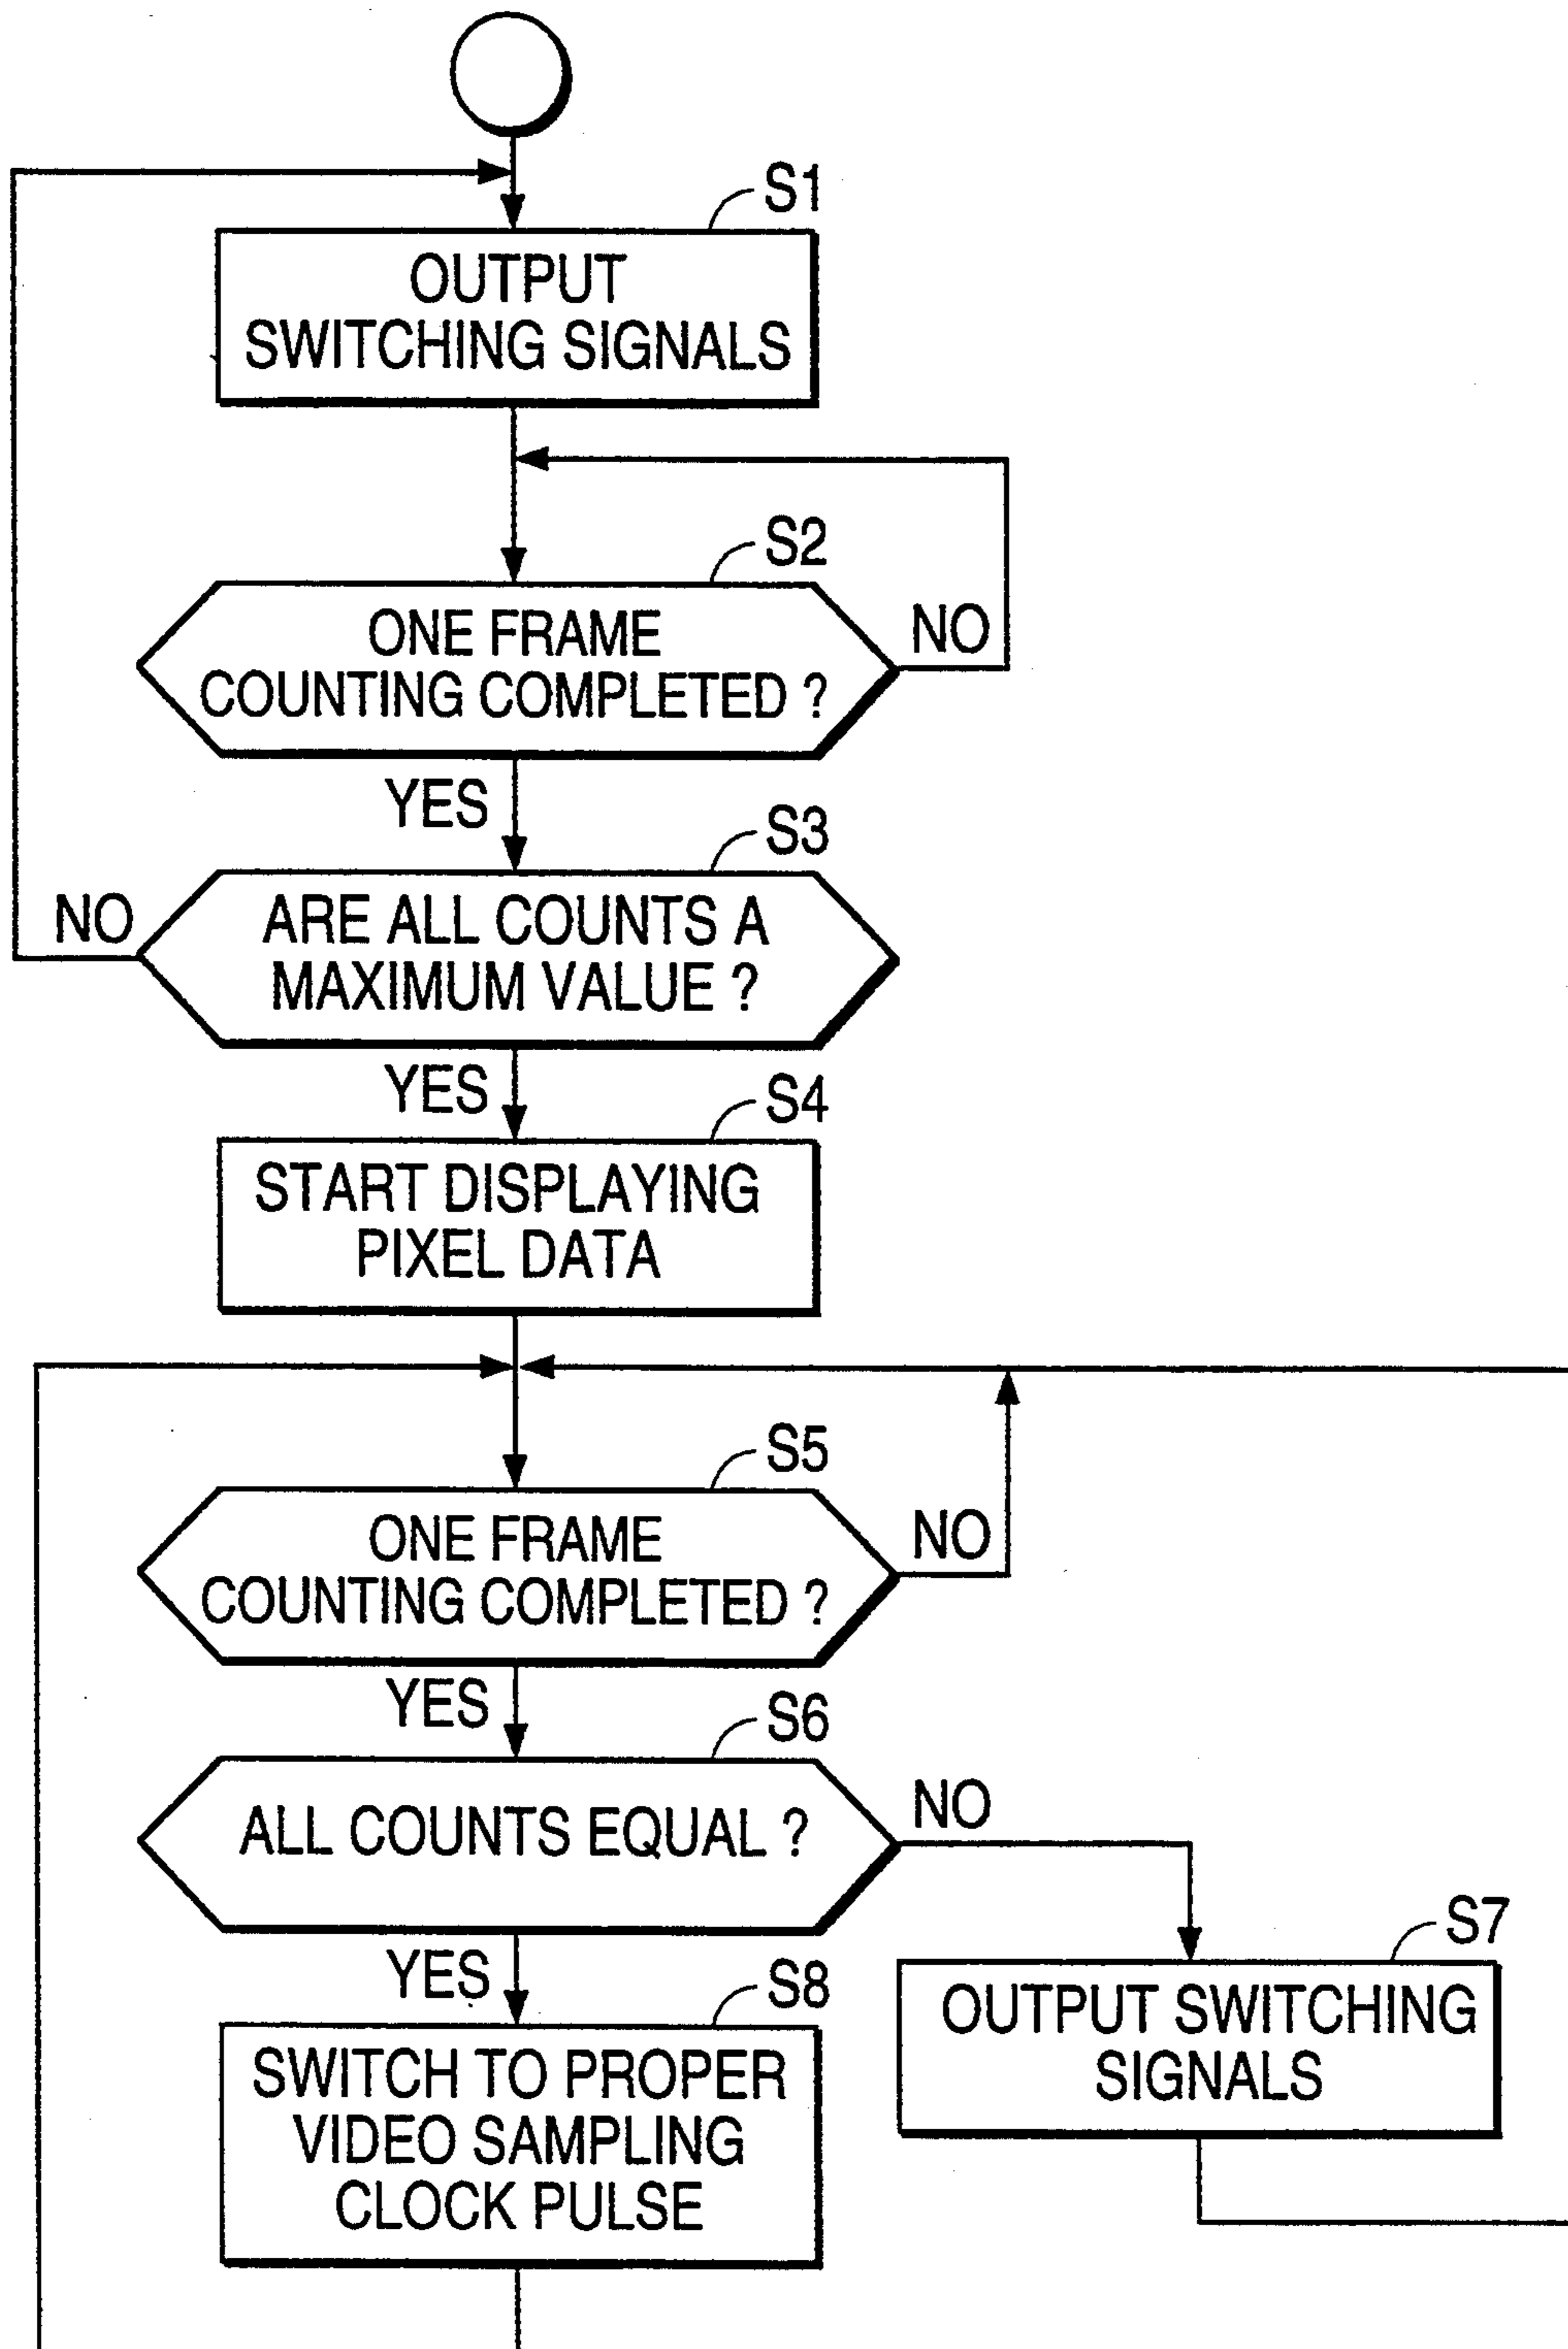 S1
OUTPUT
SWITCHING SIGNALS
S2
ONE FRAME
COUNTING COMPLETED ?
NO
YES
S3
ARE ALL COUNTS A
MAXIMUM VALUE ?
NO
YES
S4
START DISPLAYING
PIXEL DATA
S5
ONE FRAME
COUNTING COMPLETED ?
NO
YES
S6
ALL COUNTS EQUAL ?
NO
YES
S7
OUTPUT SWITCHING
SIGNALS
S8
SWITCH TO PROPER
VIDEO SAMPLING
CLOCK PULSE